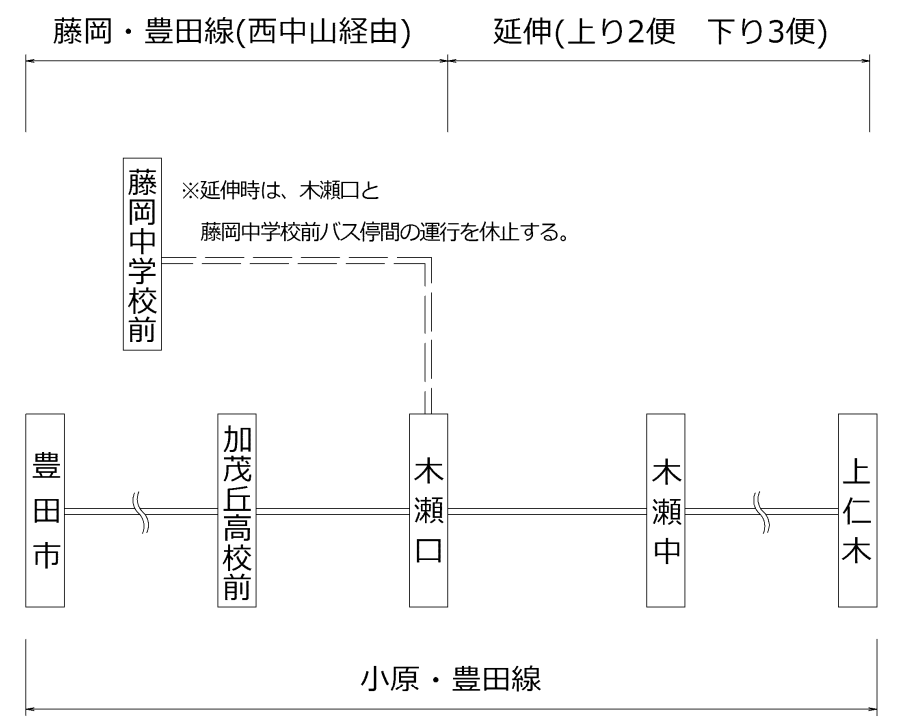 藤岡・豊田線(西中山経由)
延伸(上り2便　下り3便)
藤岡中学校前
※延伸時は、木瀬口と
藤岡中学校前バス停間の運行を休止する。
豊田市
加茂丘高校前
木瀬口
木瀬中
上仁木
小原・豊田線